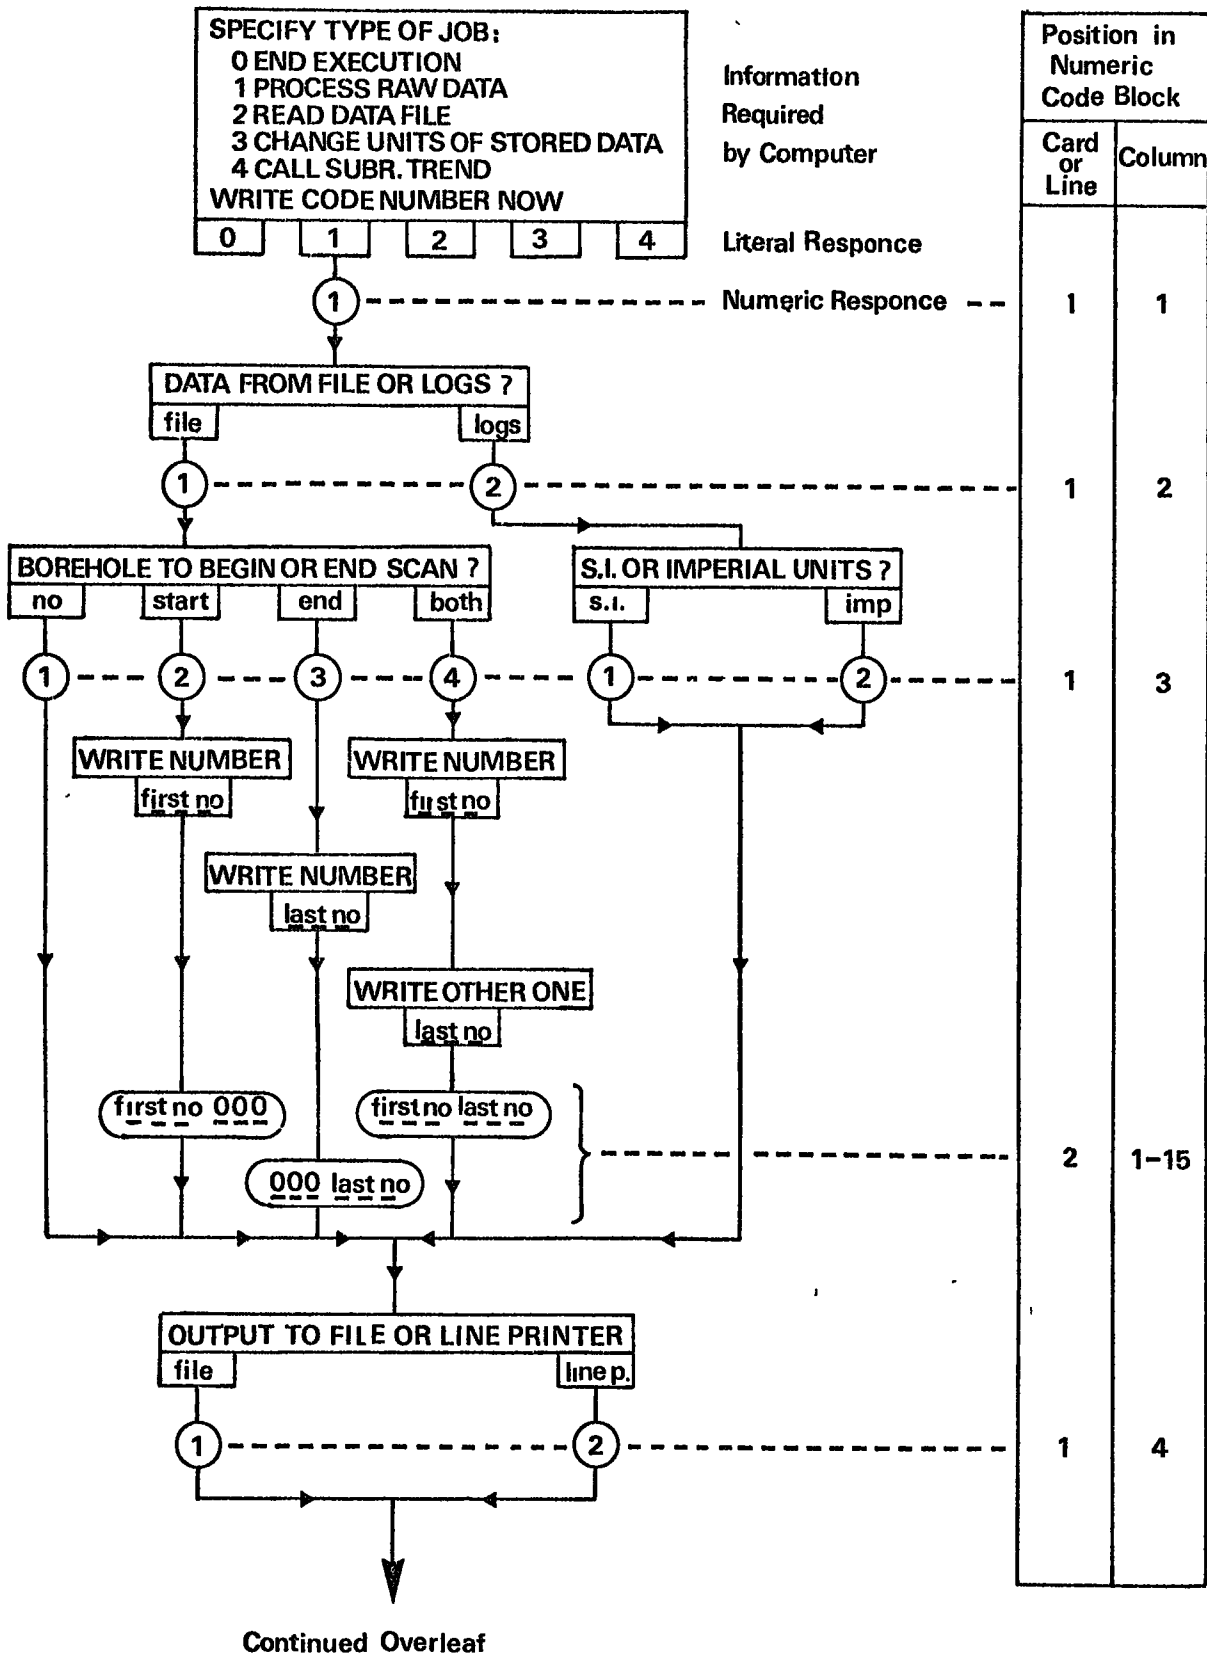 SPECIFY TYPE OF JOB:
0 END EXECUTION
1 PROCESS RAW DATA
2 READ DATA FILE
3 CHANGE UNITS OF STORED DATA
4 CALL SUBR. TREND
WRITE CODE NUMBER NOW
0 1 2 3 4
Information
Required
by Computer
Literal Responce
Position in
Numeric
Code Block
Card
or
Line
Column
1 Numeric Responce 1 1
DATA FROM FILE OR LOGS ?
file logs
1 2 1 2
BOREHOLE TO BEGIN OR END SCAN ? S.I. OR IMPERIAL UNITS ?
no start end both s.i. imp
1 2 3 4 1 2 1 3
WRITE NUMBER WRITE NUMBER
first no first no
WRITE NUMBER
last no
WRITE OTHER ONE
last no
first no 000 first no last no
000 last no 2 1-15
OUTPUT TO FILE OR LINE PRINTER
file line p.
1 2 1 4
Continued Overleaf